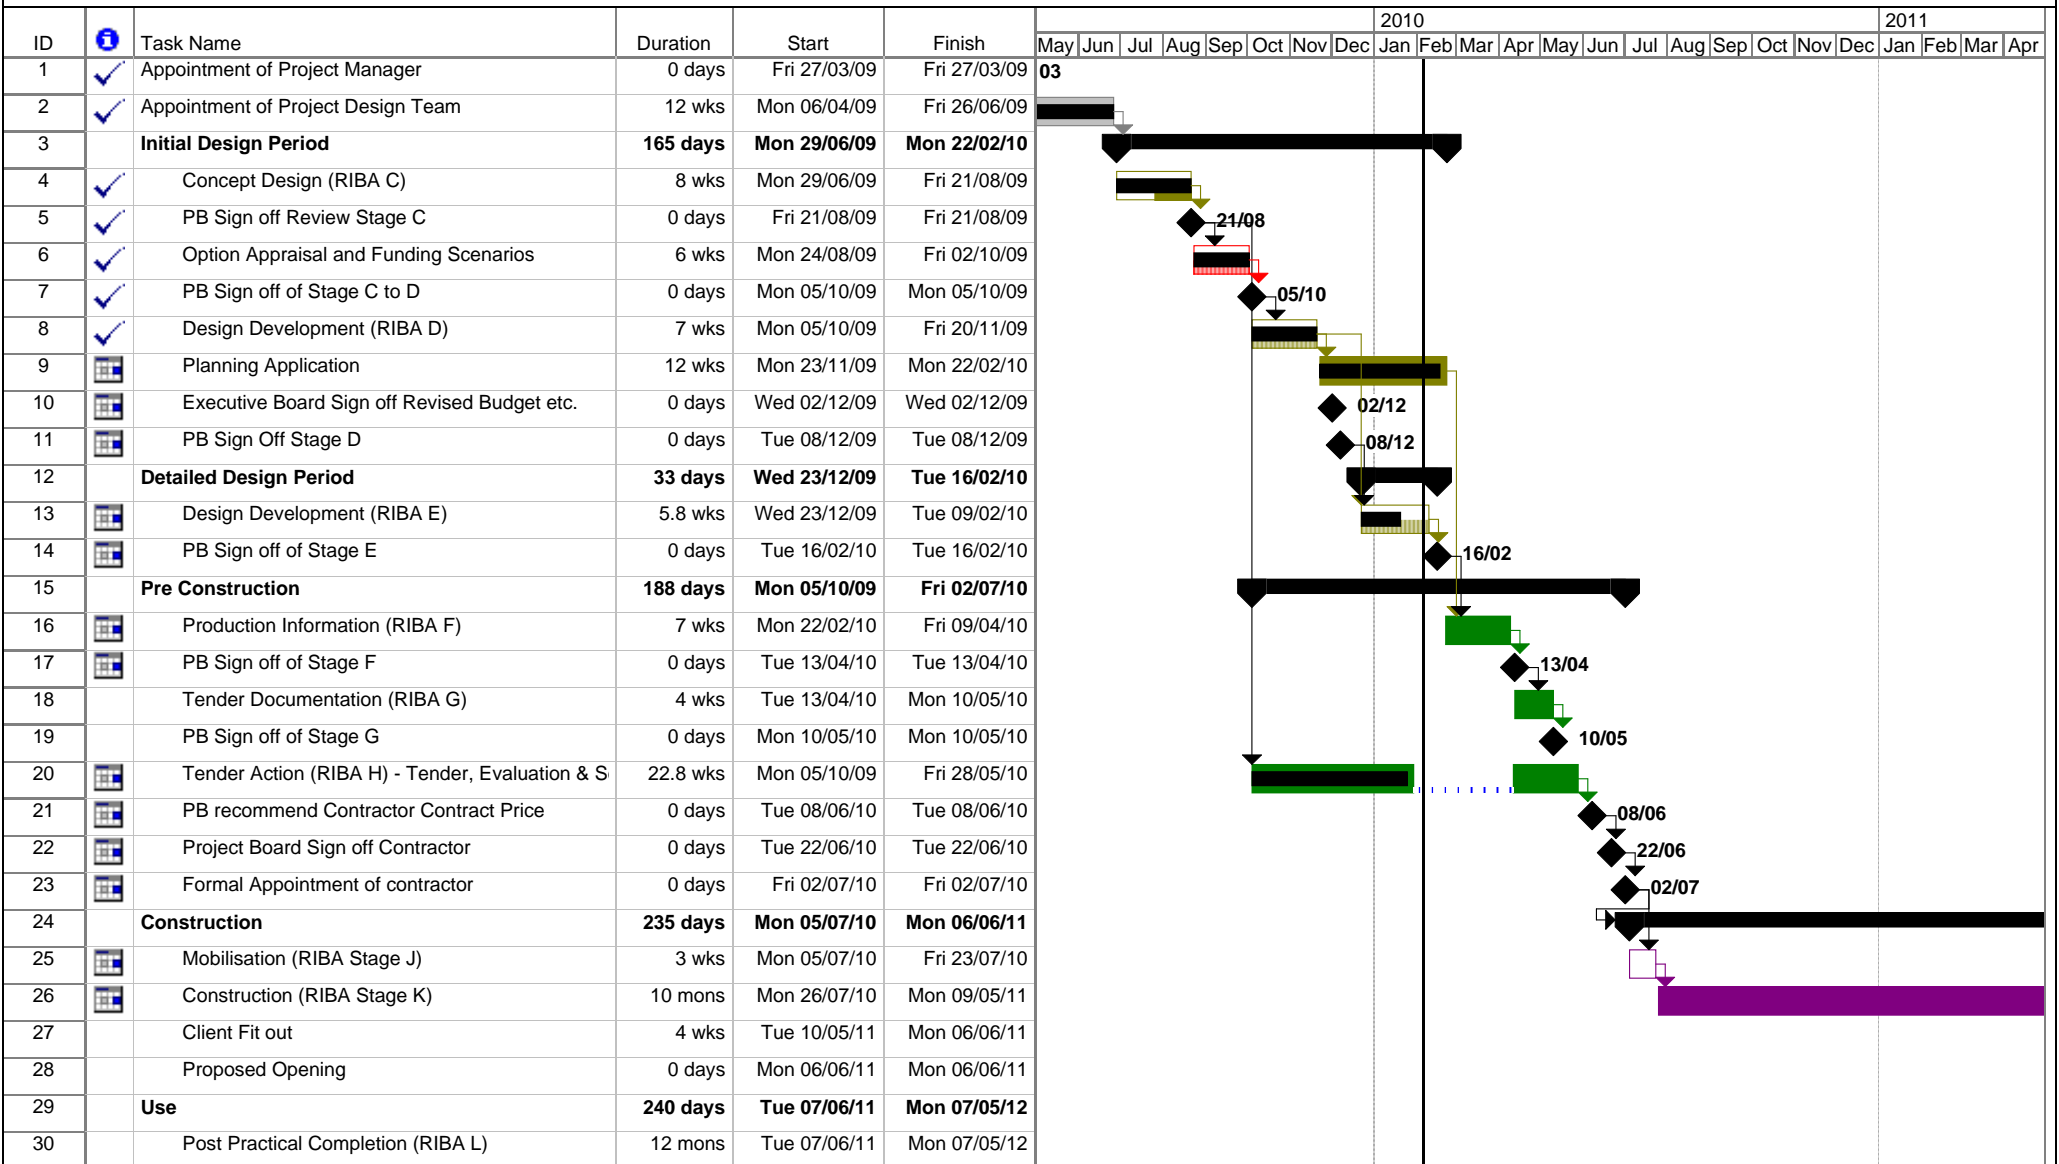 2010 2011
ID Task Name Duration Start Finish May Jun Jul Aug Sep Oct Nov Dec Jan Feb Mar Apr May Jun Jul Aug Sep Oct Nov Dec Jan Feb Mar Apr
1 Appointment of Project Manager 0 days Fri 27/03/09 Fri 27/03/09 03
2 Appointment of Project Design Team 12 wks Mon 06/04/09 Fri 26/06/09
3 Initial Design Period 165 days Mon 29/06/09 Mon 22/02/10
4 Concept Design (RIBA C) 8 wks Mon 29/06/09 Fri 21/08/09
5 PB Sign off Review Stage C 0 days Fri 21/08/09 Fri 21/08/09 21/08
6 Option Appraisal and Funding Scenarios 6 wks Mon 24/08/09 Fri 02/10/09
7 PB Sign off of Stage C to D 0 days Mon 05/10/09 Mon 05/10/09 05/10
8 Design Development (RIBA D) 7 wks Mon 05/10/09 Fri 20/11/09
9 Planning Application 12 wks Mon 23/11/09 Mon 22/02/10
10 Executive Board Sign off Revised Budget etc. 0 days Wed 02/12/09 Wed 02/12/09 02/12
11 PB Sign Off Stage D 0 days Tue 08/12/09 Tue 08/12/09 08/12
12 Detailed Design Period 33 days Wed 23/12/09 Tue 16/02/10
13 Design Development (RIBA E) 5.8 wks Wed 23/12/09 Tue 09/02/10
14 PB Sign off of Stage E 0 days Tue 16/02/10 Tue 16/02/10 16/02
15 Pre Construction 188 days Mon 05/10/09 Fri 02/07/10
16 Production Information (RIBA F) 7 wks Mon 22/02/10 Fri 09/04/10
17 PB Sign off of Stage F 0 days Tue 13/04/10 Tue 13/04/10 13/04
18 Tender Documentation (RIBA G) 4 wks Tue 13/04/10 Mon 10/05/10
19 PB Sign off of Stage G 0 days Mon 10/05/10 Mon 10/05/10 10/05
20 Tender Action (RIBA H) - Tender, Evaluation & S 22.8 wks Mon 05/10/09 Fri 28/05/10
21 PB recommend Contractor Contract Price 0 days Tue 08/06/10 Tue 08/06/10 08/06
22 Project Board Sign off Contractor 0 days Tue 22/06/10 Tue 22/06/10 22/06
23 Formal Appointment of contractor 0 days Fri 02/07/10 Fri 02/07/10 02/07
24 Construction 235 days Mon 05/07/10 Mon 06/06/11
25 Mobilisation (RIBA Stage J) 3 wks Mon 05/07/10 Fri 23/07/10
26 Construction (RIBA Stage K) 10 mons Mon 26/07/10 Mon 09/05/11
27 Client Fit out 4 wks Tue 10/05/11 Mon 06/06/11
28 Proposed Opening 0 days Mon 06/06/11 Mon 06/06/11
29 Use 240 days Tue 07/06/11 Mon 07/05/12
30 Post Practical Completion (RIBA L) 12 mons Tue 07/06/11 Mon 07/05/12